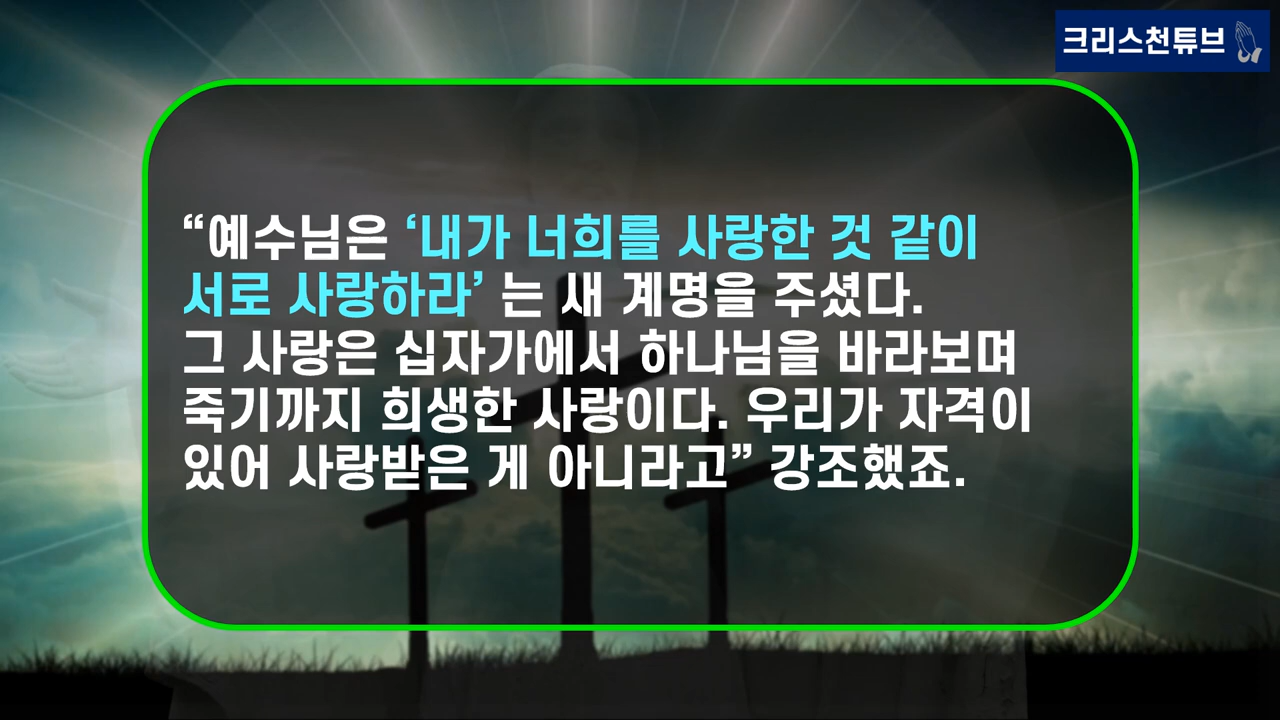 크리스천튜브
“예수님은 ‘내가 너희를 사랑한 것 같이
서로 사랑하라’ 는 새 계명을 주셨다.
그 사랑은 십자가에서 하나님을 바라보며
죽기까지 희생한 사랑이다. 우리가 자격이
있어 사랑받은 게 아니라고” 강조했죠.